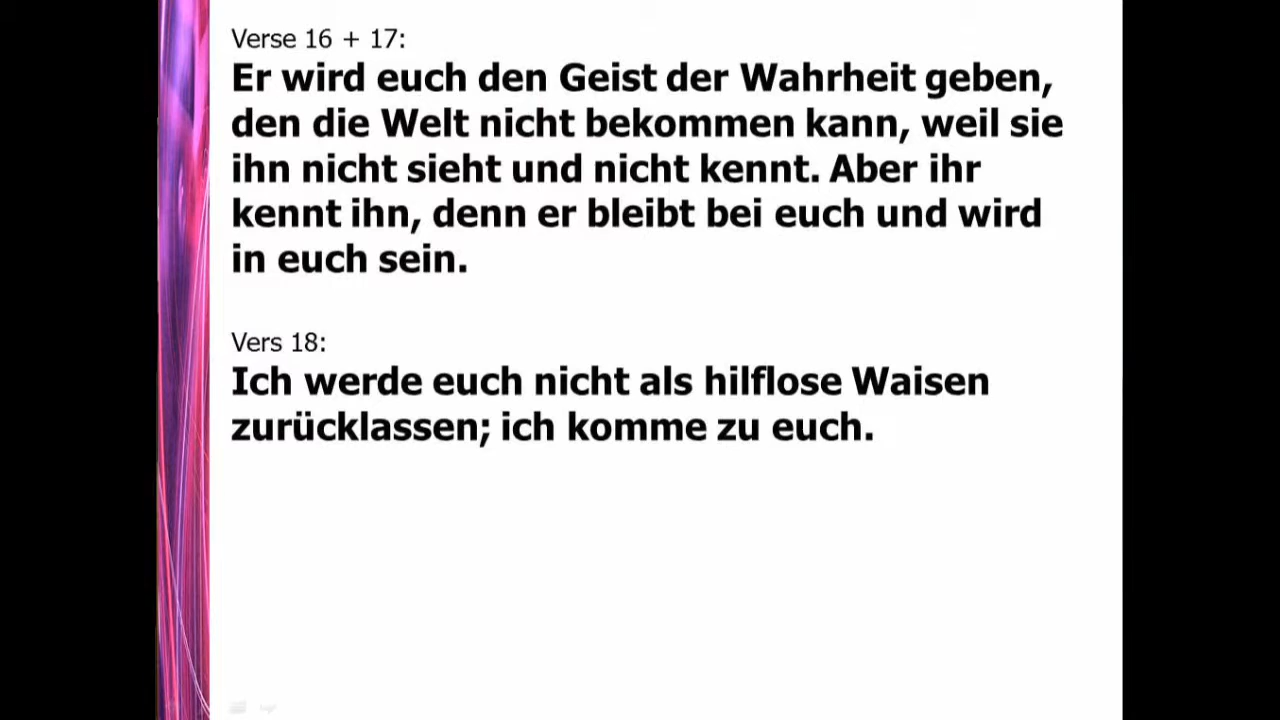 Verse 16 + 17:
Er wird euch den Geist der Wahrheit geben,
den die Welt nicht bekommen kann, weil sie
ihn nicht sieht und nicht kennt. Aber ihr
kennt ihn, denn er bleibt bei euch und wird
in euch sein.
Vers 18:
Ich werde euch nicht als hilflose Waisen
zurücklassen; ich komme zu euch.